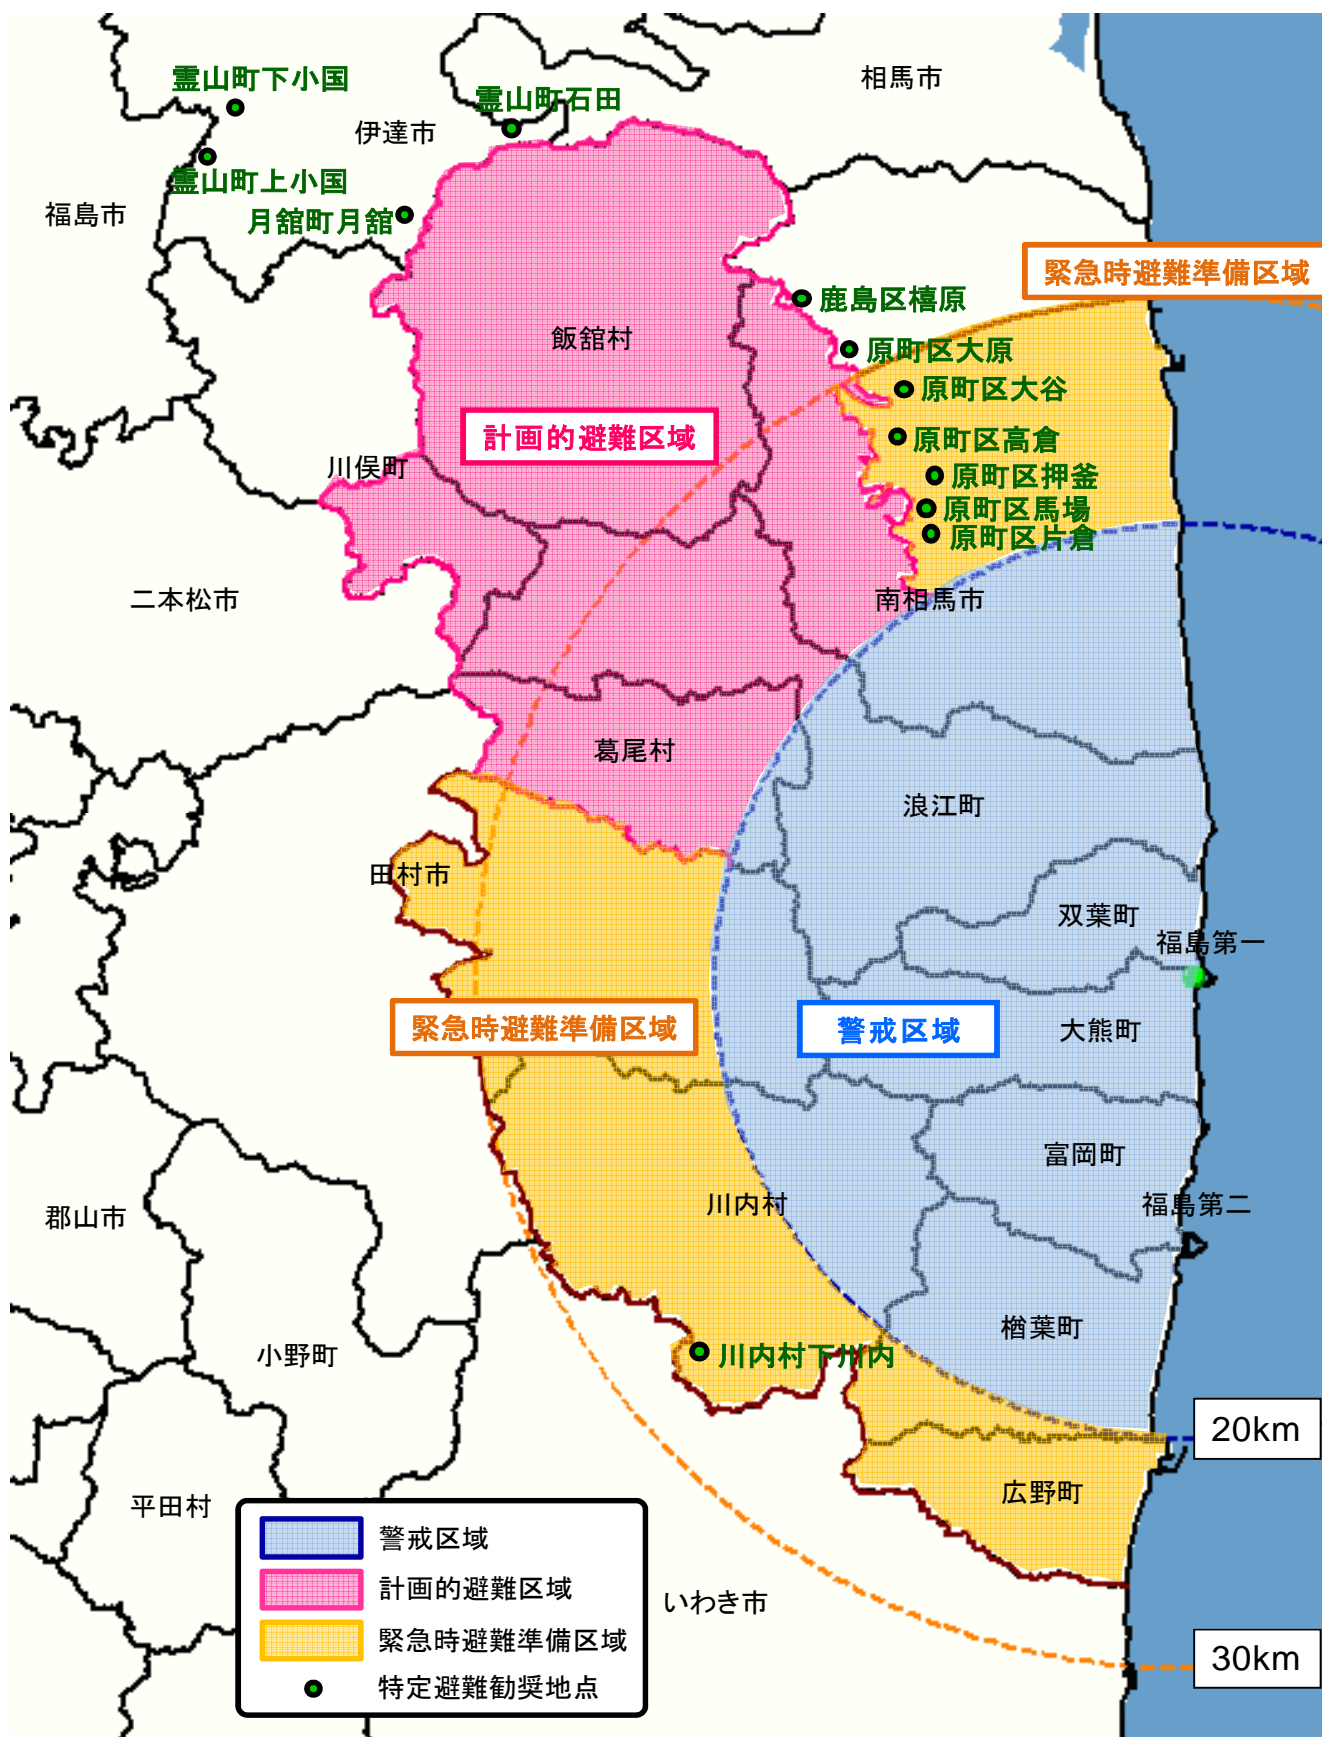 相馬市
霊山町下小国
霊山町石田
伊達市
霊山町上小国
福島市
月舘町月舘
緊急時避難準備区域
鹿島区橲原
飯舘村
原町区大原
原町区大谷
計画的避難区域
原町区高倉
川俣町
原町区押釜
原町区馬場
原町区片倉
二本松市
南相馬市
葛尾村
浪江町
田村市
双葉町
福島第一
緊急時避難準備区域
警戒区域
大熊町
富岡町
川内村
福島第二
郡山市
楢葉町
小野町
川内村下川内
20km
広野町
平田村
警戒区域
計画的避難区域
いわき市
緊急時避難準備区域
30km
特定避難勧奨地点